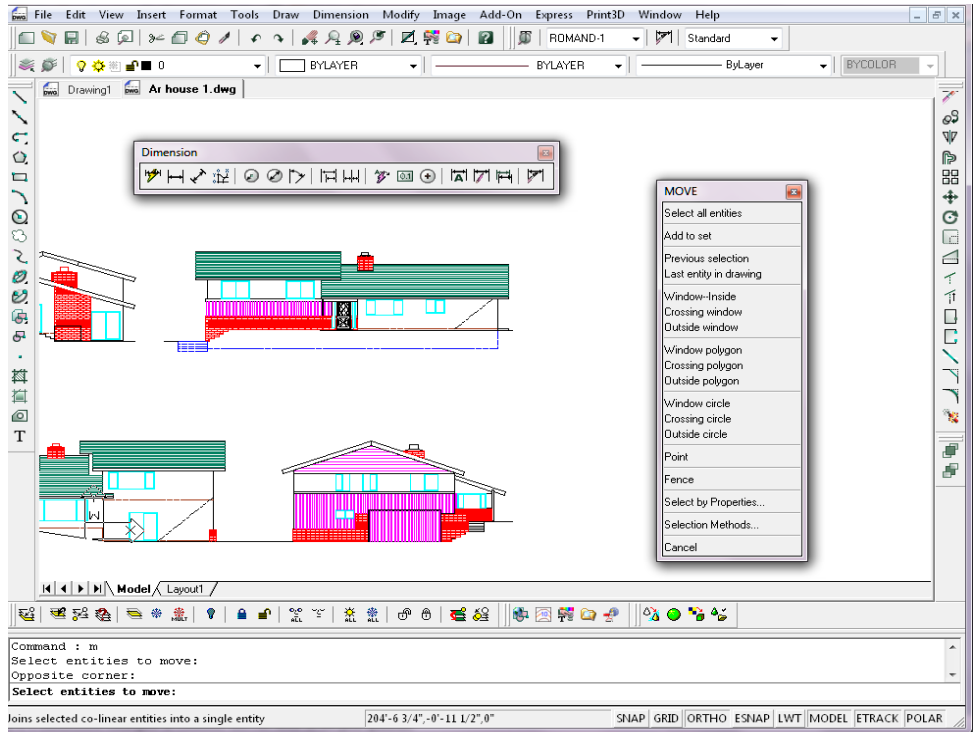 File Edit View Insert Format Tools Draw Dimension Modify Image Add-On Express Print3D Window Help
ROMAND-1 Standard
0 BYLAYER BYLAYER ByLayer BYCOLOR
Drawing1 Ar house 1.dwg
Dimension
MOVE
Select all entities
Add to set
Previous selection
Last entity in drawing
Window--Inside
Crossing window
Outside window
Window polygon
Crossing polygon
Outside polygon
Window circle
Crossing circle
Outside circle
Point
Fence
Select by Properties...
Selection Methods...
Cancel
Model Layout1
Command : m
Select entities to move:
Opposite corner:
Select entities to move:
Joins selected co-linear entities into a single entity 204'-6 3/4",-0'-11 1/2",0" SNAP GRID ORTHO ESNAP LWT MODEL ETRACK POLAR